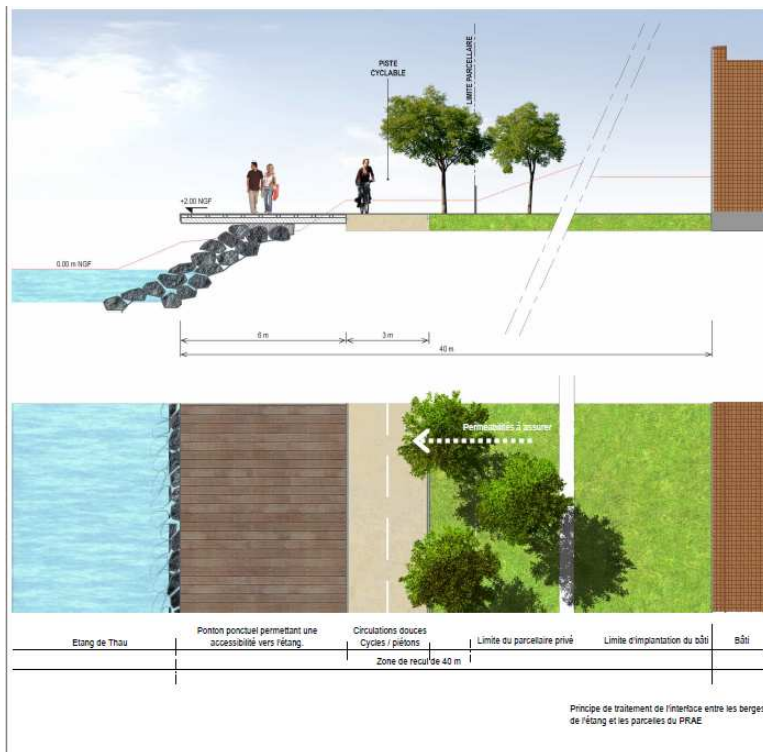 PISTE
CYCLABLE
LIMITE PARCELLAIRE
+2.00 NGF
0.00 m NGF
6 m
3 m
40 m
Perméabilités à assurer
Etang de Thau
Ponton ponctuel permettant une
accessibilité vers l'étang.
Circulations douces
Cycles / piétons
Limite du parcellaire privé
Limite d'implantation du bâti
Bâti
Zone de recul de 40 m
Principe de traitement de l'interface entre les berges
de l'étang et les parcelles du PRAE